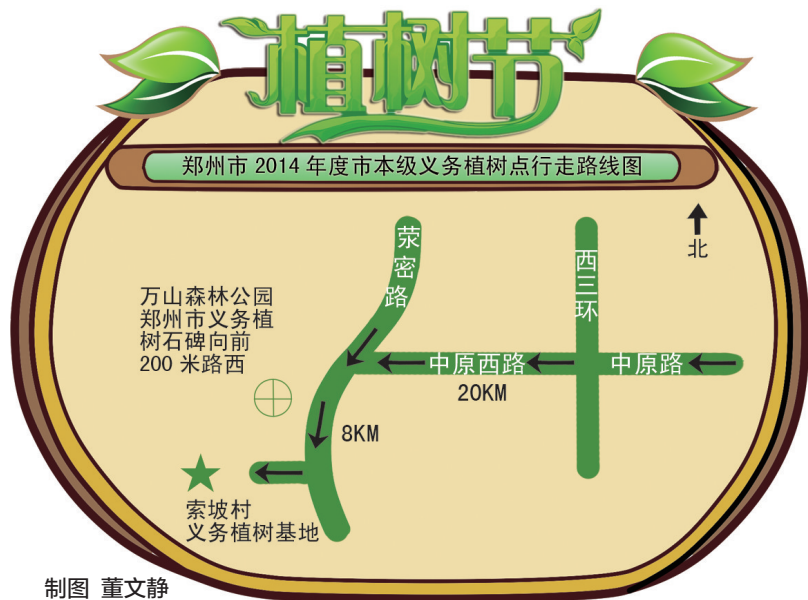 植树节
郑州市 2014 年度市本级义务植树点行走路线图
北
荥密路
西三环
万山森林公园
郑州市义务植
树石碑向前
200 米路西
中原西路
中原路
20KM
8KM
索坡村
义务植树基地
制图 董文静